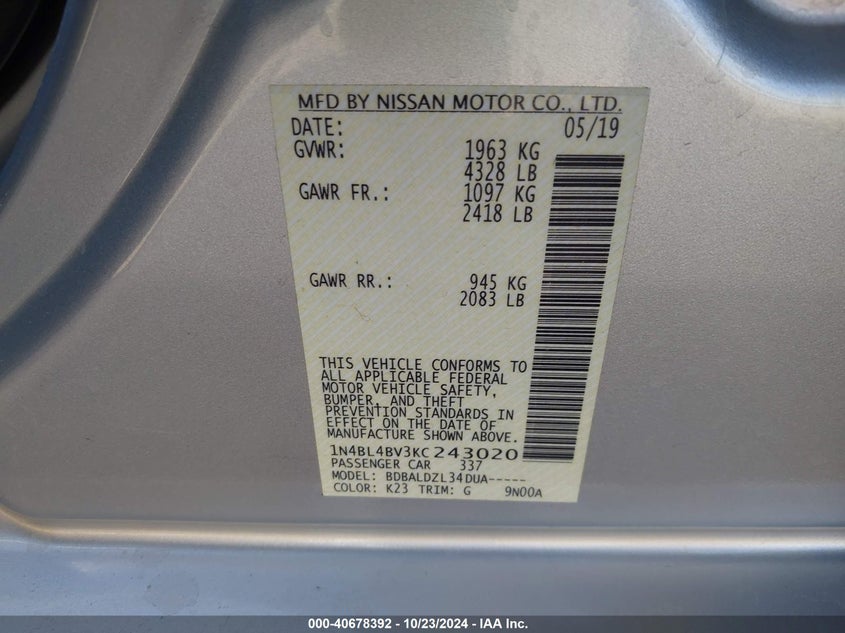 MFD BY NISSAN MOTOR CO., LTD.
DATE: 05/19
GVWR: 1963 KG
4328 LB
GAWR FR.: 1097 KG
2418 LB
GAWR RR.: 945 KG
2083 LB
THIS VEHICLE CONFORMS TO
ALL APPLICABLE FEDERAL
MOTOR VEHICLE SAFETY,
BUMPER, AND THEFT
PREVENTION STANDARDS IN
EFFECT ON THE DATE OF
MANUFACTURE SHOWN ABOVE.
1N4BL4BV3KC243020
PASSENGER CAR 337
MODEL: BDBALDZL34DUA-----
COLOR: K23 TRIM: G 9N00A
000-40678392 - 10/23/2024 - IAA Inc.